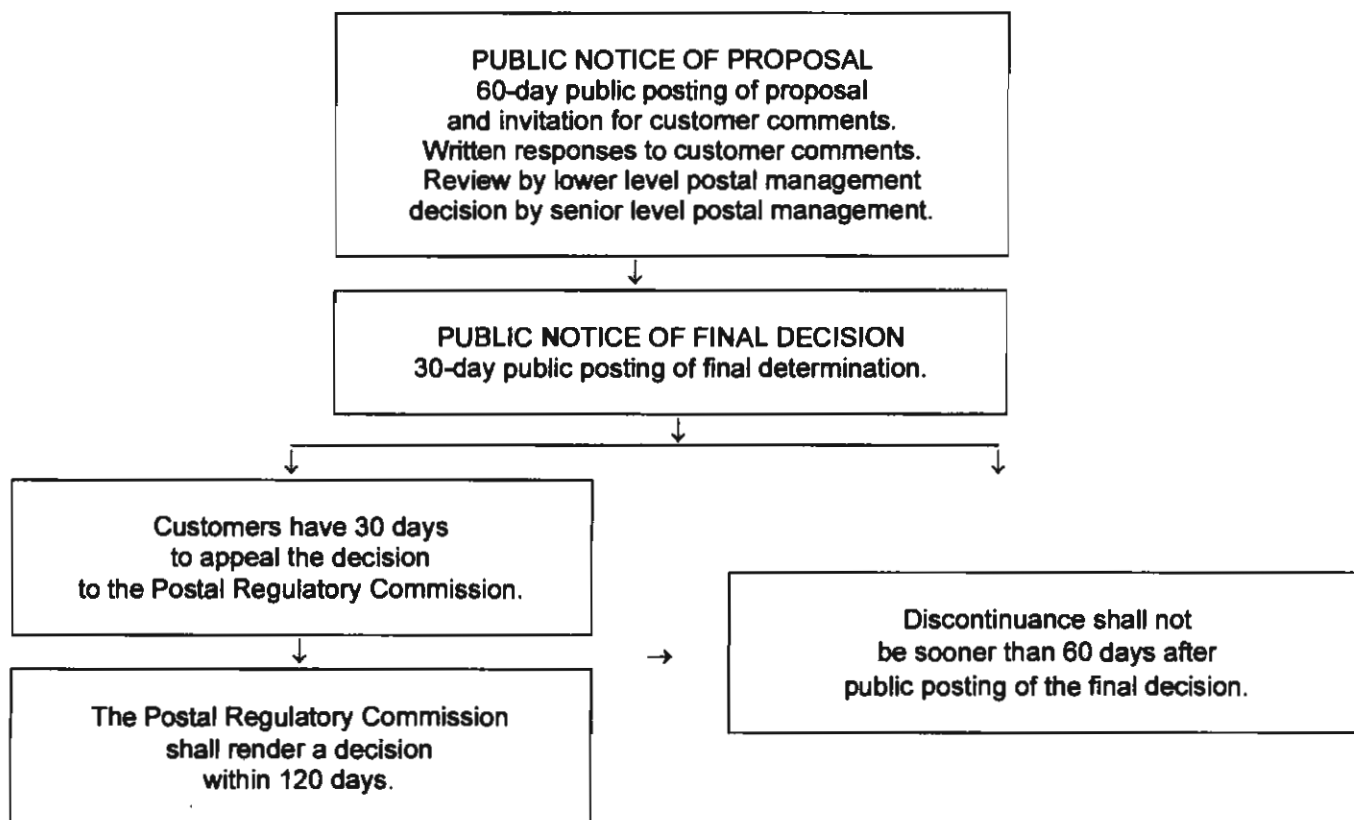 PUBLIC NOTICE OF PROPOSAL
60-day public posting of proposal
and invitation for customer comments.
Written responses to customer comments.
Review by lower level postal management
decision by senior level postal management.
↓
PUBLIC NOTICE OF FINAL DECISION
30-day public posting of final determination.
↓
↓ ↓
Customers have 30 days
to appeal the decision
to the Postal Regulatory Commission.
↓
→
The Postal Regulatory Commission
shall render a decision
within 120 days.
Discontinuance shall not
be sooner than 60 days after
public posting of the final decision.